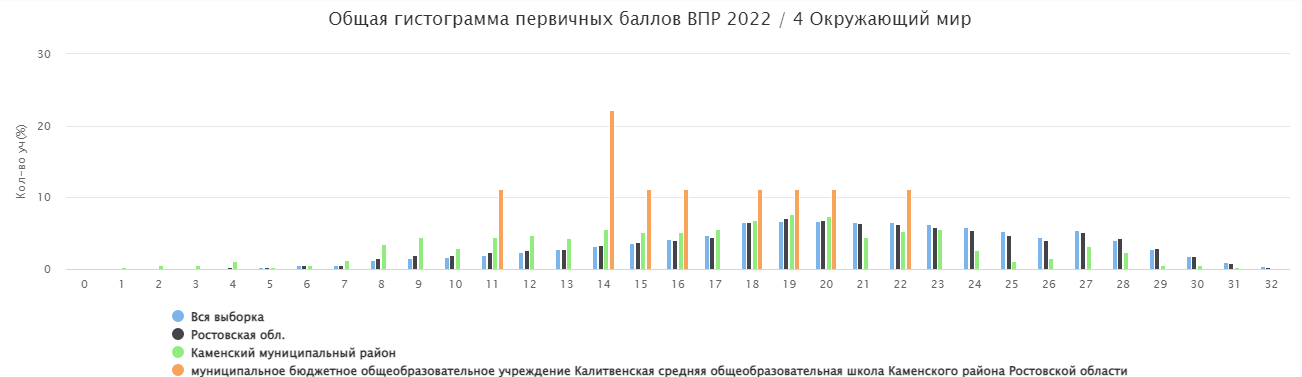 Общая гистограмма первичных баллов ВПР 2022 / 4 Окружающий мир
Кол-во уч(%)
30
20
10
0
0 1 2 3 4 5 6 7 8 9 10 11 12 13 14 15 16 17 18 19 20 21 22 23 24 25 26 27 28 29 30 31 32
Вся выборка
Ростовская обл.
Каменский муниципальный район
муниципальное бюджетное общеобразовательное учреждение Калитвенская средняя общеобразовательная школа Каменского района Ростовской области